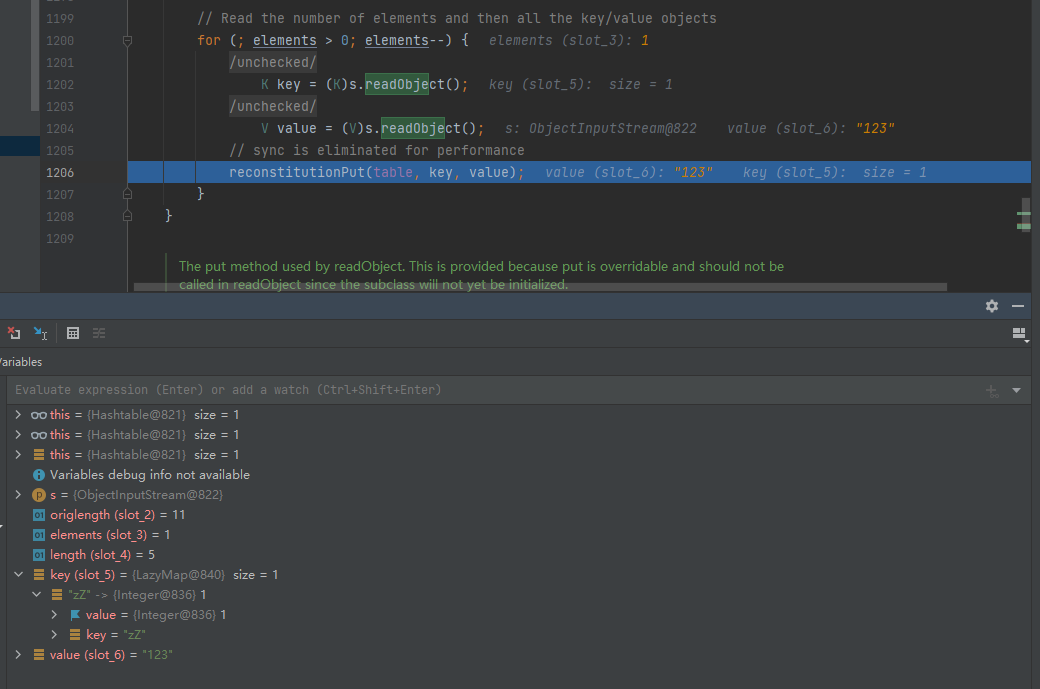 1199 // Read the number of elements and then all the key/value objects
1200 for (; elements > 0; elements--) { elements (slot_3): 1
1201 /unchecked/
1202 K key = (K)s.readObject(); key (slot_5): size = 1
1203 /unchecked/
1204 V value = (V)s.readObject(); s: ObjectInputStream@822 value (slot_6): "123"
1205 // sync is eliminated for performance
1206 reconstitutionPut(table, key, value); value (slot_6): "123" key (slot_5): size = 1
1207 }
1208 }
1209
The put method used by readObject. This is provided because put is overridable and should not be
called in readObject since the subclass will not yet be initialized.
Variables
Evaluate expression (Enter) or add a watch (Ctrl+Shift+Enter)
this = {Hashtable@821} size = 1
this = {Hashtable@821} size = 1
this = {Hashtable@821} size = 1
Variables debug info not available
p s = {ObjectInputStream@822}
01 origlength (slot_2) = 11
01 elements (slot_3) = 1
01 length (slot_4) = 5
key (slot_5) = {LazyMap@840} size = 1
"zZ" -> {Integer@836} 1
value = {Integer@836} 1
key = "zZ"
value (slot_6) = "123"